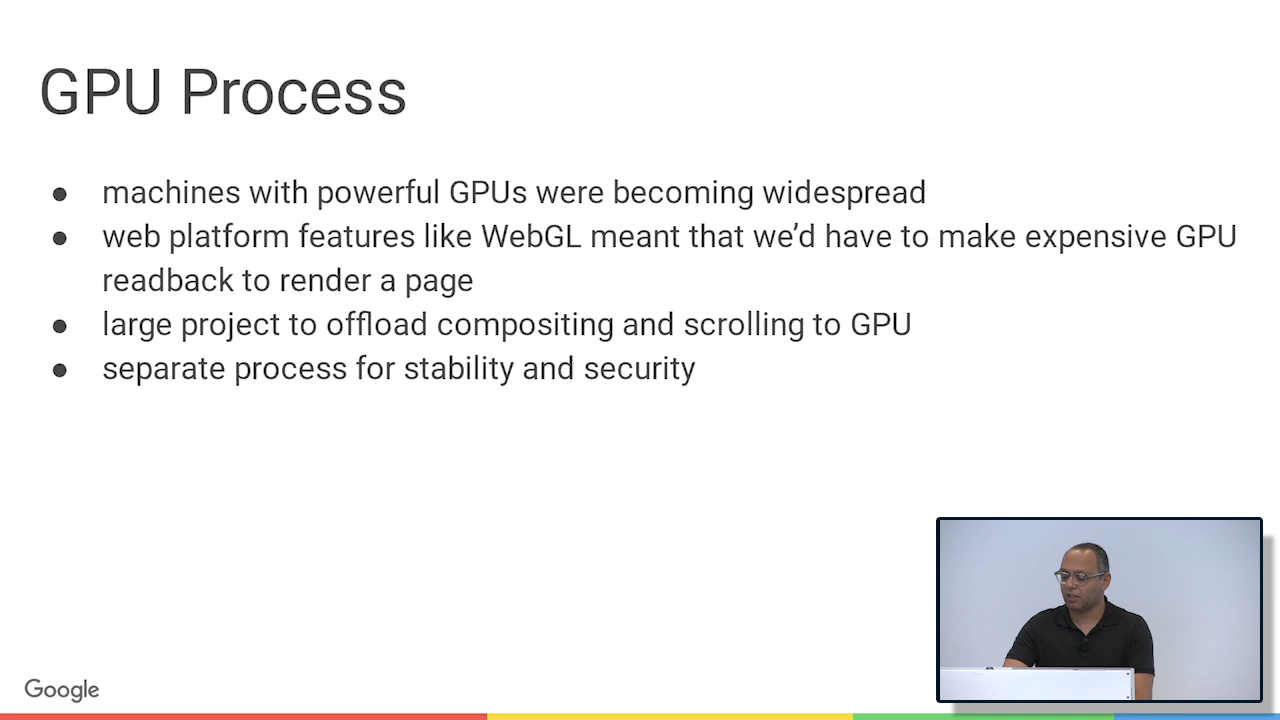 GPU Process
● machines with powerful GPUs were becoming widespread
● web platform features like WebGL meant that we’d have to make expensive GPU
readback to render a page
● large project to offload compositing and scrolling to GPU
● separate process for stability and security
Google